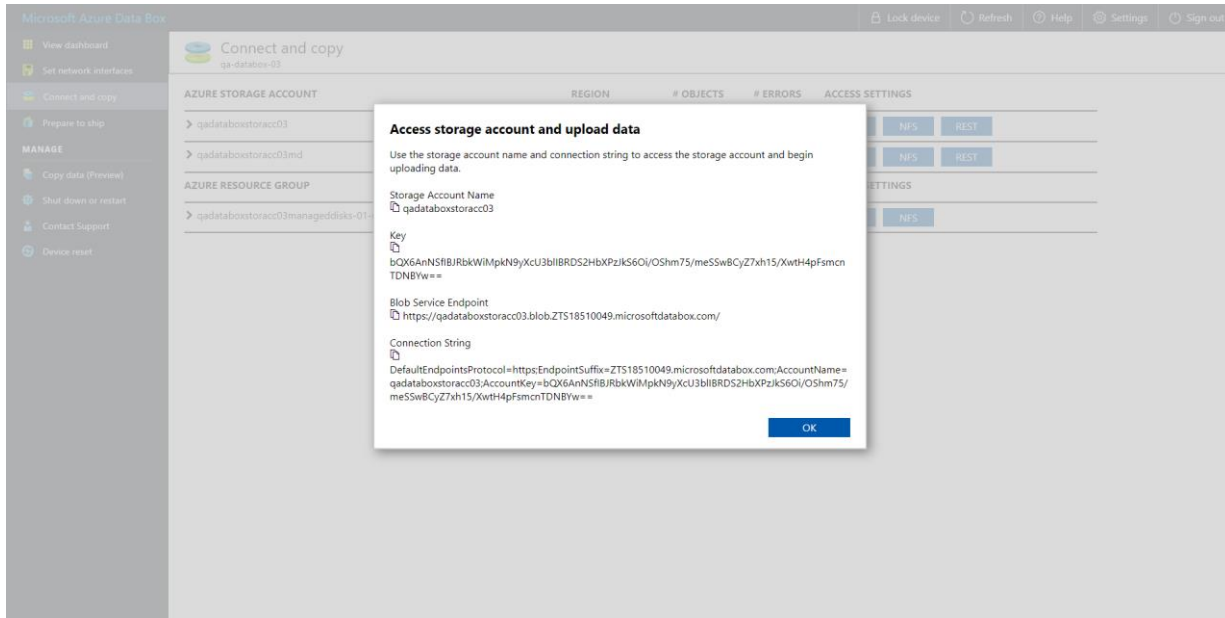 Microsoft Azure Data Box
Lock device
Refresh
Help
Settings
Sign out
View dashboard
Set network interfaces
Connect and copy
Prepare to ship
MANAGE
Copy data (Preview)
Shut down or restart
Contact Support
Device reset
Connect and copy
qa-databox-03
AZURE STORAGE ACCOUNT REGION # OBJECTS # ERRORS ACCESS SETTINGS
qadataboxstoracc03 NFS REST
qadataboxstoracc03md NFS REST
AZURE RESOURCE GROUP ETTINGS
qadataboxstoracc03manageddisks-01- NFS
Access storage account and upload data
Use the storage account name and connection string to access the storage account and begin
uploading data.
Storage Account Name
qadataboxstoracc03
Key
bQX6AnNSfIBJRbkWiMpkN9yXcU3bIIBRDS2HbXPzJkS6Oi/OShm75/meSSwBCyZ7xh15/XwtH4pFsmcn
TDNBYw==
Blob Service Endpoint
https://qadataboxstoracc03.blob.ZTS18510049.microsoftdatabox.com/
Connection String
DefaultEndpointsProtocol=https;EndpointSuffix=ZTS18510049.microsoftdatabox.com;AccountName=
qadataboxstoracc03;AccountKey=bQX6AnNSfIBJRbkWiMpkN9yXcU3bIIBRDS2HbXPzJkS6Oi/OShm75/
meSSwBCyZ7xh15/XwtH4pFsmcnTDNBYw==
OK